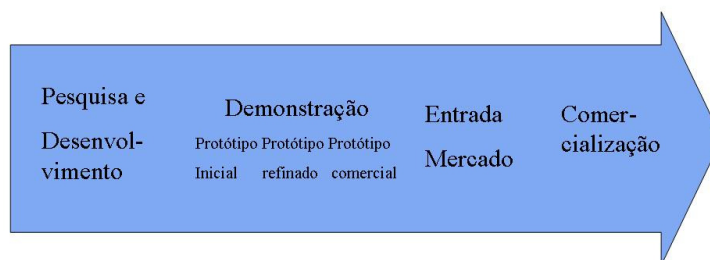 Pesquisa e
Desenvol-
vimento
Demonstração
Protótipo Protótipo Protótipo
Inicial refinado comercial
Entrada
Mercado
Comer-
cialização